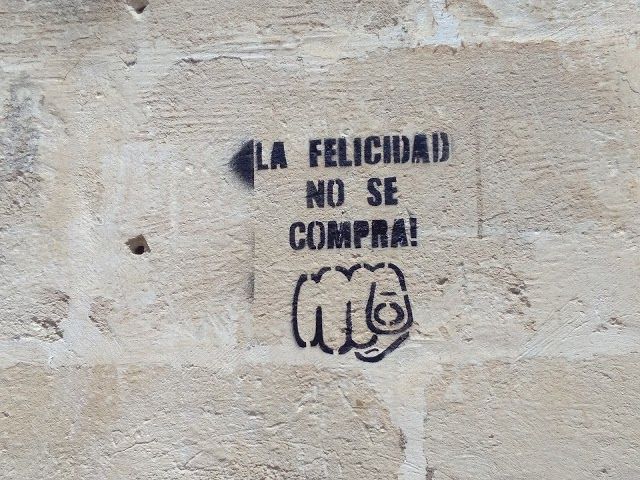 LA FELICIDAD
NO SE
COMPRA!